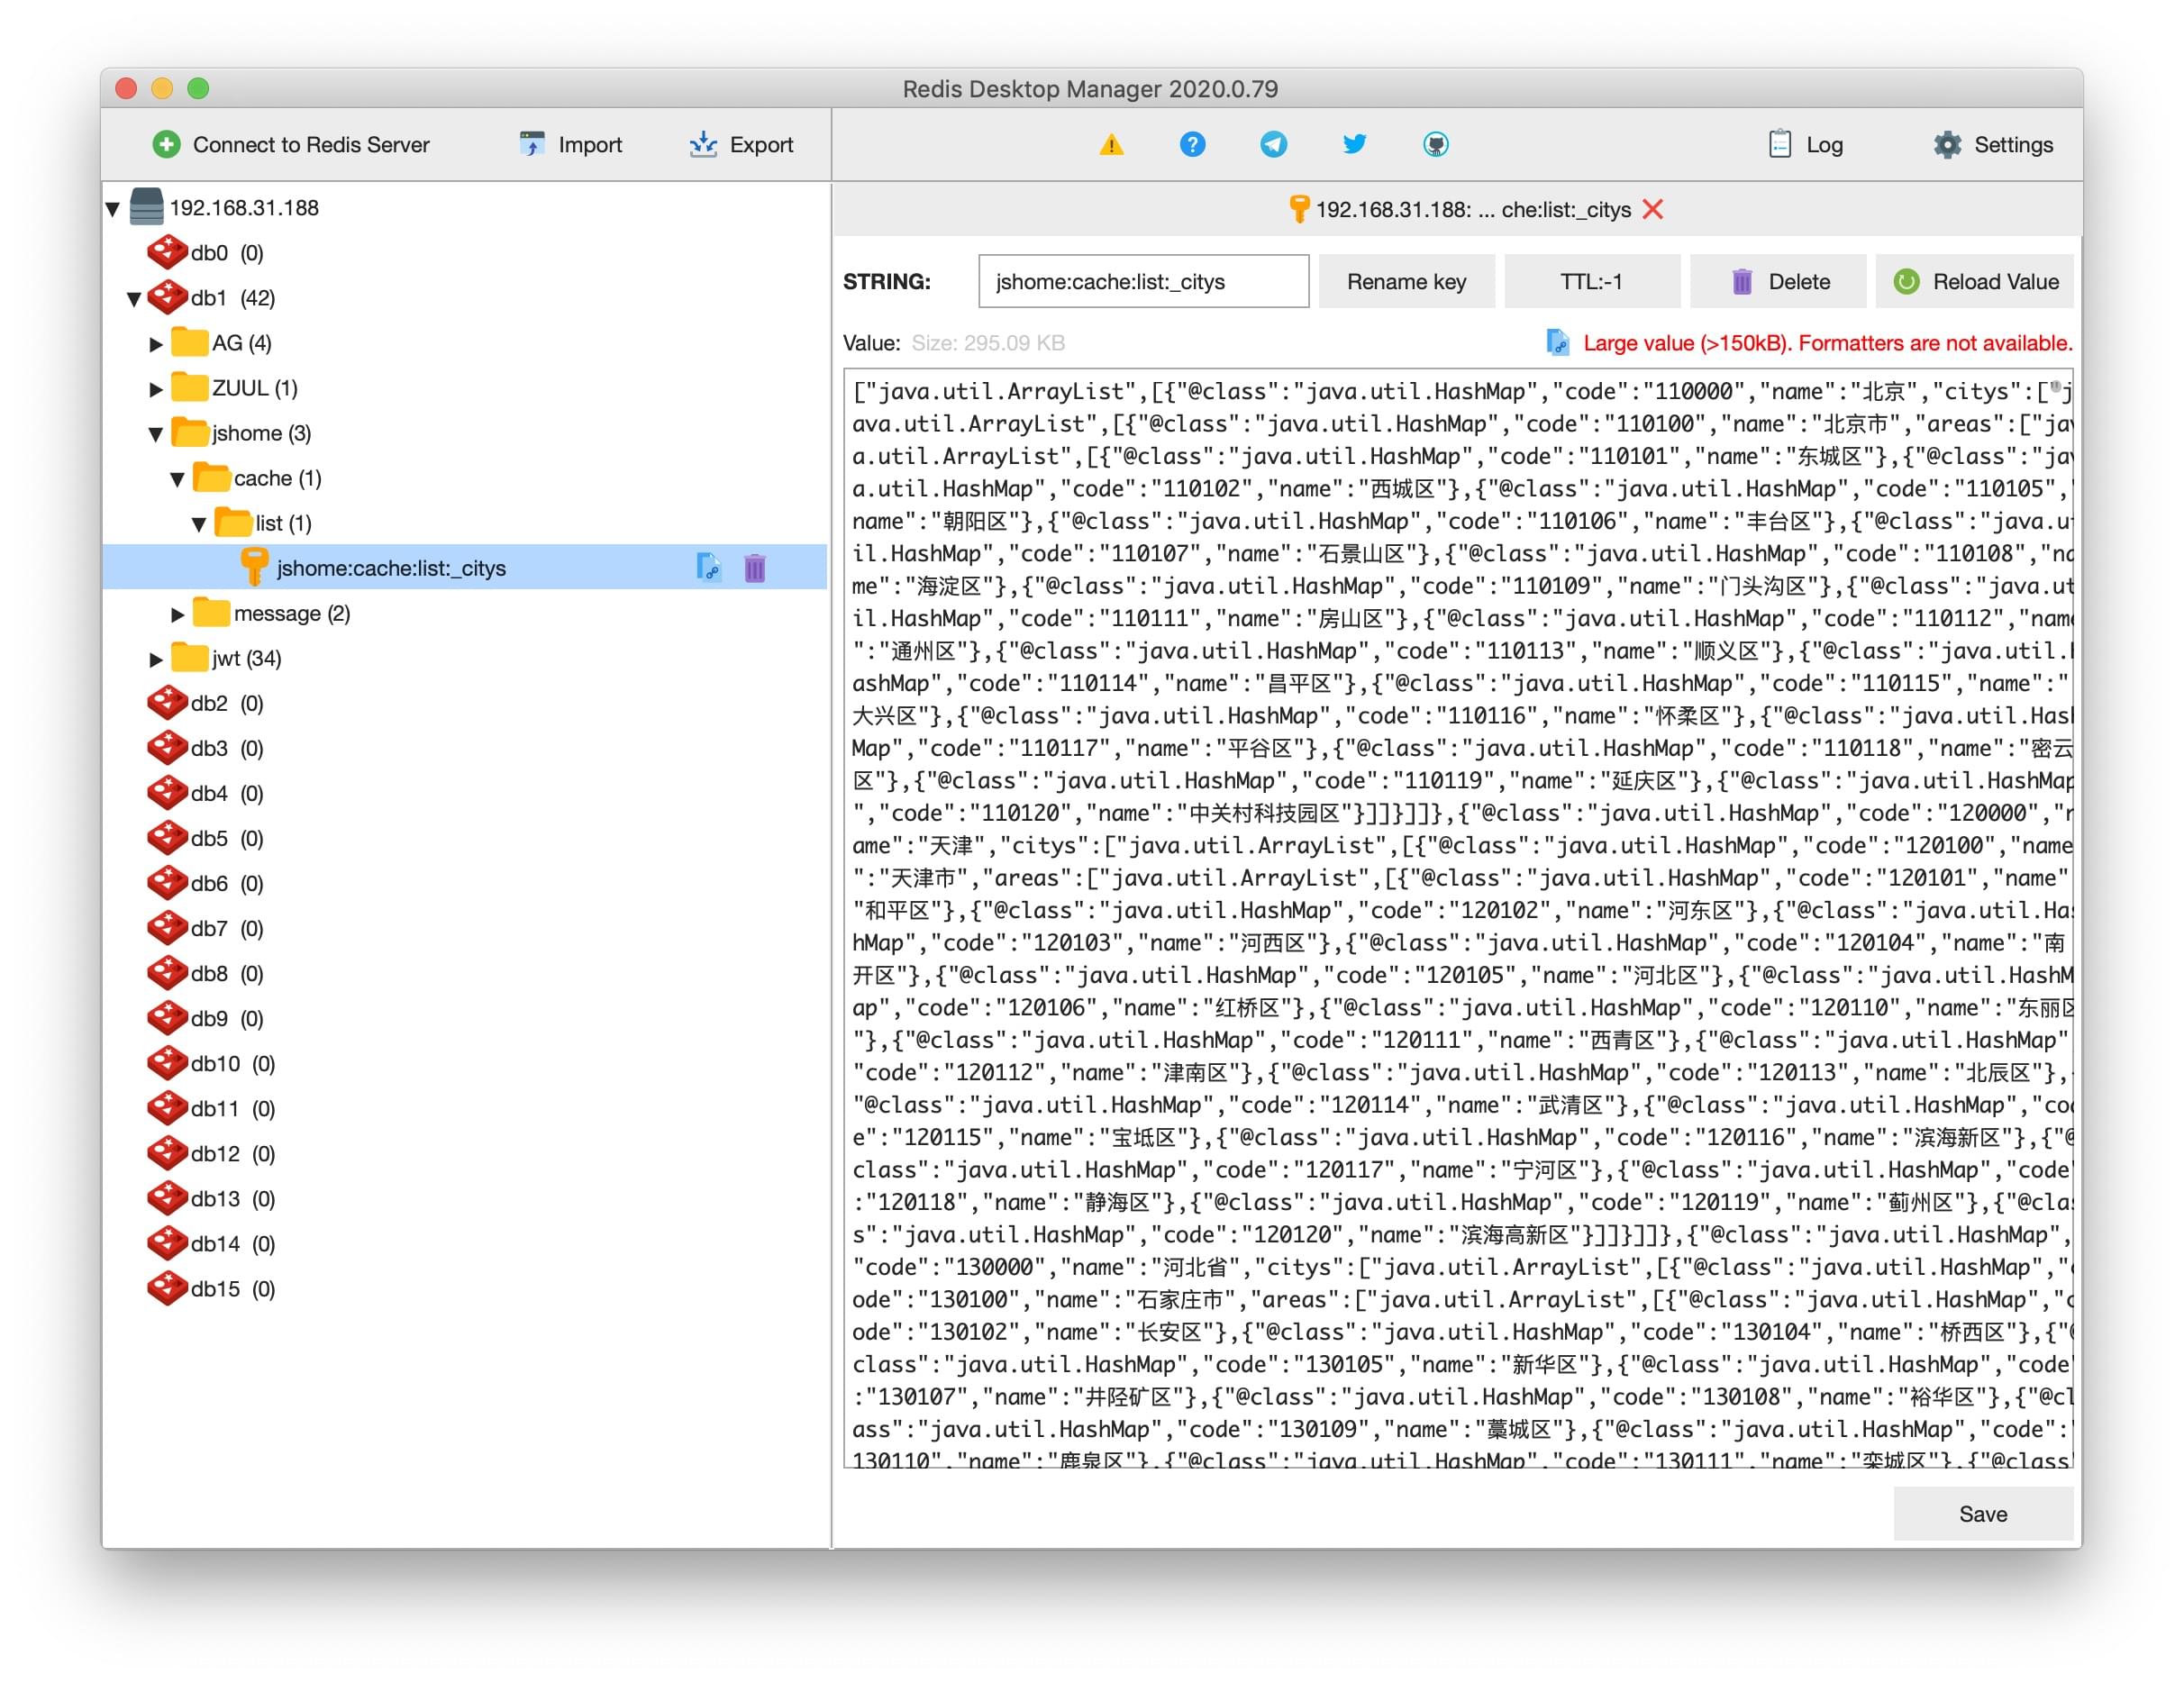 Redis Desktop Manager 2020.0.79
Connect to Redis Server
Import
Export
Log
Settings
192.168.31.188
db0 (0)
db1 (42)
AG (4)
ZUUL (1)
jshome (3)
cache (1)
list (1)
jshome:cache:list:_citys
message (2)
jwt (34)
db2 (0)
db3 (0)
db4 (0)
db5 (0)
db6 (0)
db7 (0)
db8 (0)
db9 (0)
db10 (0)
db11 (0)
db12 (0)
db13 (0)
db14 (0)
db15 (0)
192.168.31.188: ... che:list:_citys
STRING:
jshome:cache:list:_citys
Rename key
TTL:-1
Delete
Reload Value
Value: Size: 295.09 KB
Large value (>150kB). Formatters are not available.
["java.util.ArrayList",[{"@class":"java.util.HashMap","code":"110000","name":"北京","citys":["j
ava.util.ArrayList",[{"@class":"java.util.HashMap","code":"110100","name":"北京市","areas":["jav
a.util.ArrayList",[{"@class":"java.util.HashMap","code":"110101","name":"东城区"},{"@class":"jav
a.util.HashMap","code":"110102","name":"西城区"},{"@class":"java.util.HashMap","code":"110105","
name":"朝阳区"},{"@class":"java.util.HashMap","code":"110106","name":"丰台区"},{"@class":"java.ut
il.HashMap","code":"110107","name":"石景山区"},{"@class":"java.util.HashMap","code":"110108","na
me":"海淀区"},{"@class":"java.util.HashMap","code":"110109","name":"门头沟区"},{"@class":"java.ut
il.HashMap","code":"110111","name":"房山区"},{"@class":"java.util.HashMap","code":"110112","name
":"通州区"},{"@class":"java.util.HashMap","code":"110113","name":"顺义区"},{"@class":"java.util.H
ashMap","code":"110114","name":"昌平区"},{"@class":"java.util.HashMap","code":"110115","name":"
大兴区"},{"@class":"java.util.HashMap","code":"110116","name":"怀柔区"},{"@class":"java.util.Hash
Map","code":"110117","name":"平谷区"},{"@class":"java.util.HashMap","code":"110118","name":"密云
区"},{"@class":"java.util.HashMap","code":"110119","name":"延庆区"},{"@class":"java.util.HashMap
","code":"110120","name":"中关村科技园区"}]]}]]},{"@class":"java.util.HashMap","code":"120000","n
ame":"天津","citys":["java.util.ArrayList",[{"@class":"java.util.HashMap","code":"120100","name
":"天津市","areas":["java.util.ArrayList",[{"@class":"java.util.HashMap","code":"120101","name":
"和平区"},{"@class":"java.util.HashMap","code":"120102","name":"河东区"},{"@class":"java.util.Has
hMap","code":"120103","name":"河西区"},{"@class":"java.util.HashMap","code":"120104","name":"南
开区"},{"@class":"java.util.HashMap","code":"120105","name":"河北区"},{"@class":"java.util.HashM
ap","code":"120106","name":"红桥区"},{"@class":"java.util.HashMap","code":"120110","name":"东丽区
"},{"@class":"java.util.HashMap","code":"120111","name":"西青区"},{"@class":"java.util.HashMap",
"code":"120112","name":"津南区"},{"@class":"java.util.HashMap","code":"120113","name":"北辰区"},{
"@class":"java.util.HashMap","code":"120114","name":"武清区"},{"@class":"java.util.HashMap","cod
e":"120115","name":"宝坻区"},{"@class":"java.util.HashMap","code":"120116","name":"滨海新区"},{"@
class":"java.util.HashMap","code":"120117","name":"宁河区"},{"@class":"java.util.HashMap","code"
:"120118","name":"静海区"},{"@class":"java.util.HashMap","code":"120119","name":"蓟州区"},{"@clas
s":"java.util.HashMap","code":"120120","name":"滨海高新区"}]]}]]},{"@class":"java.util.HashMap",
"code":"130000","name":"河北省","citys":["java.util.ArrayList",[{"@class":"java.util.HashMap","c
ode":"130100","name":"石家庄市","areas":["java.util.ArrayList",[{"@class":"java.util.HashMap","c
ode":"130102","name":"长安区"},{"@class":"java.util.HashMap","code":"130104","name":"桥西区"},{"@
class":"java.util.HashMap","code":"130105","name":"新华区"},{"@class":"java.util.HashMap","code"
:"130107","name":"井陉矿区"},{"@class":"java.util.HashMap","code":"130108","name":"裕华区"},{"@cl
ass":"java.util.HashMap","code":"130109","name":"藁城区"},{"@class":"java.util.HashMap","code":"
130110","name":"鹿泉区"},{"@class":"java.util.HashMap","code":"130111","name":"栾城区"},{"@class"
Save